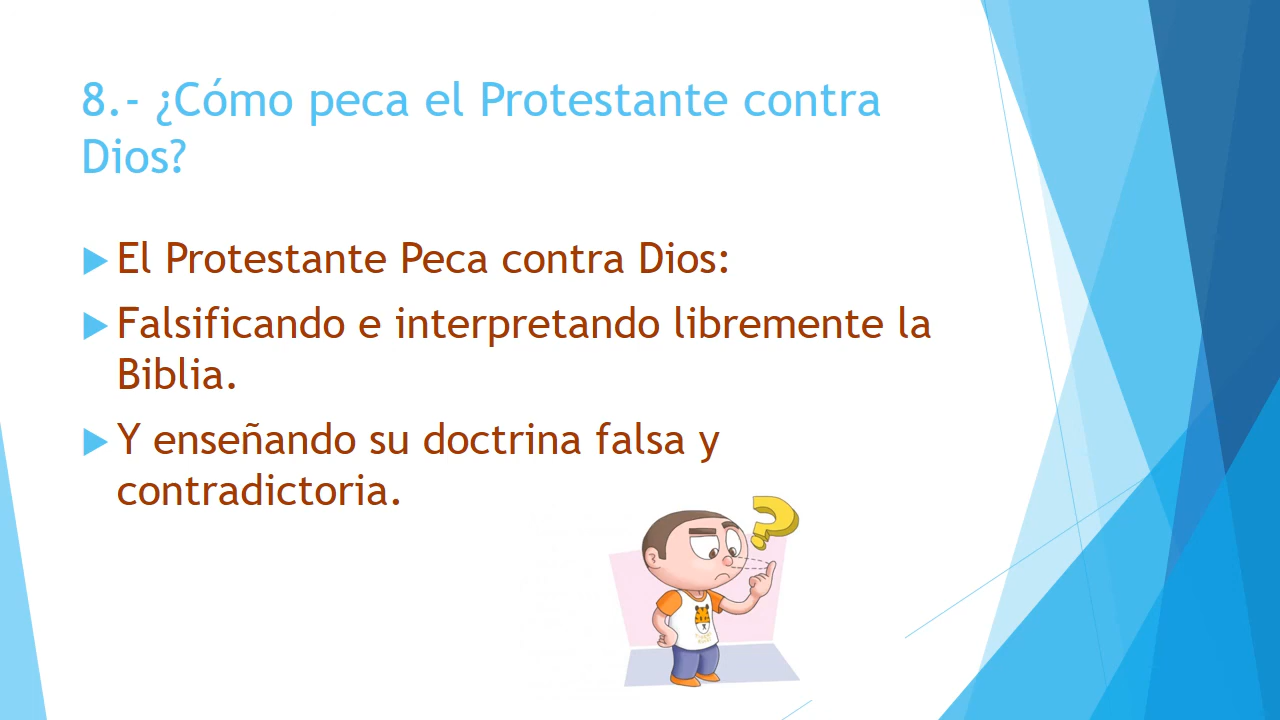 8.- ¿Cómo peca el Protestante contra
Dios?
El Protestante Peca contra Dios:
Falsificando e interpretando libremente la
Biblia.
Y enseñando su doctrina falsa y
contradictoria.
?